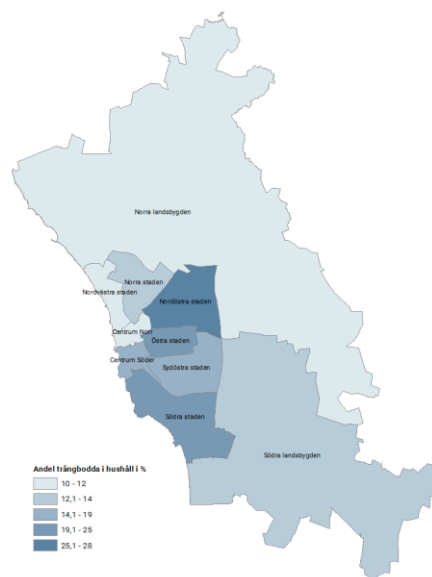 Norra landsbygden
Norra staden
Nordvästra staden
Nordöstra staden
Centrum Norr
Östra staden
Centrum Söder
Sydöstra staden
Södra staden
Södra landsbygden
Andel trångbodda i hushåll i %
10 - 12
12,1 - 14
14,1 - 19
19,1 - 25
25,1 - 28